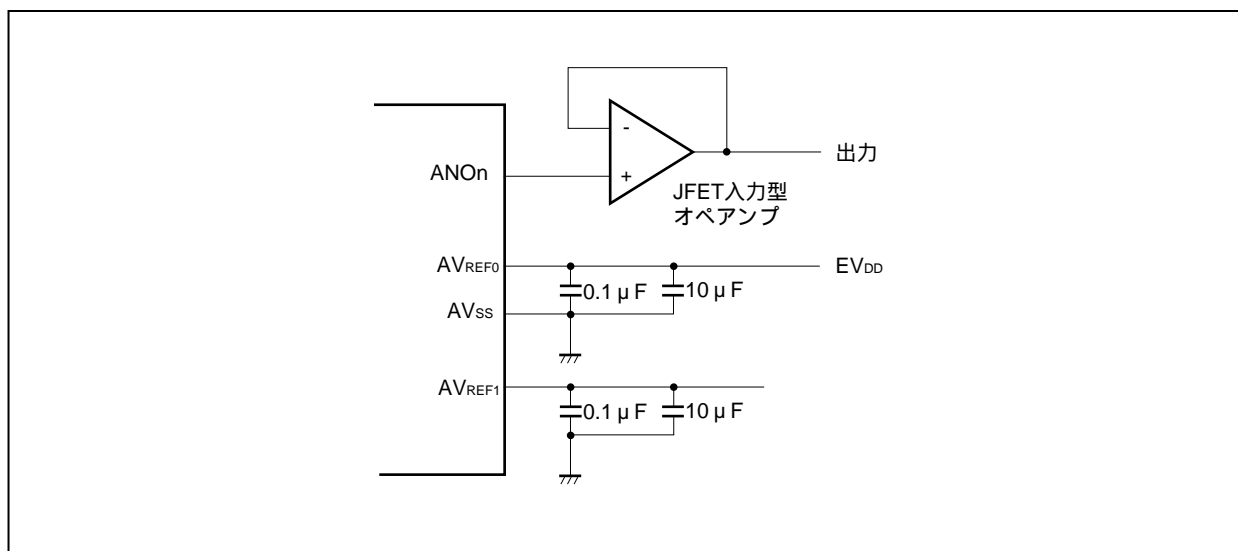 -
出力
ANOn
+
JFET入力型
オペアンプ
AVREF0
EVDD
0.1 μ F
10 μ F
AVSS
AVREF1
0.1 μ F
10 μ F